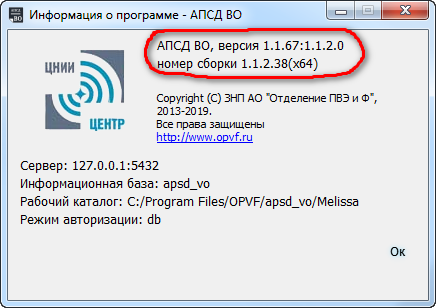 Информация о программе - АПСД ВО
АПСД ВО, версия 1.1.67:1.1.2.0
номер сборки 1.1.2.38(x64)
ЦНИИ
ЦЕНТР
Copyright (C) ЗНП АО "Отделение ПВЭ и Ф",
2013-2019.
Все права защищены
http://www.opvf.ru
Сервер: 127.0.0.1:5432
Информационная база: apsd_vo
Рабочий каталог: C:/Program Files/OPVF/apsd_vo/Melissa
Режим авторизации: db
Ок